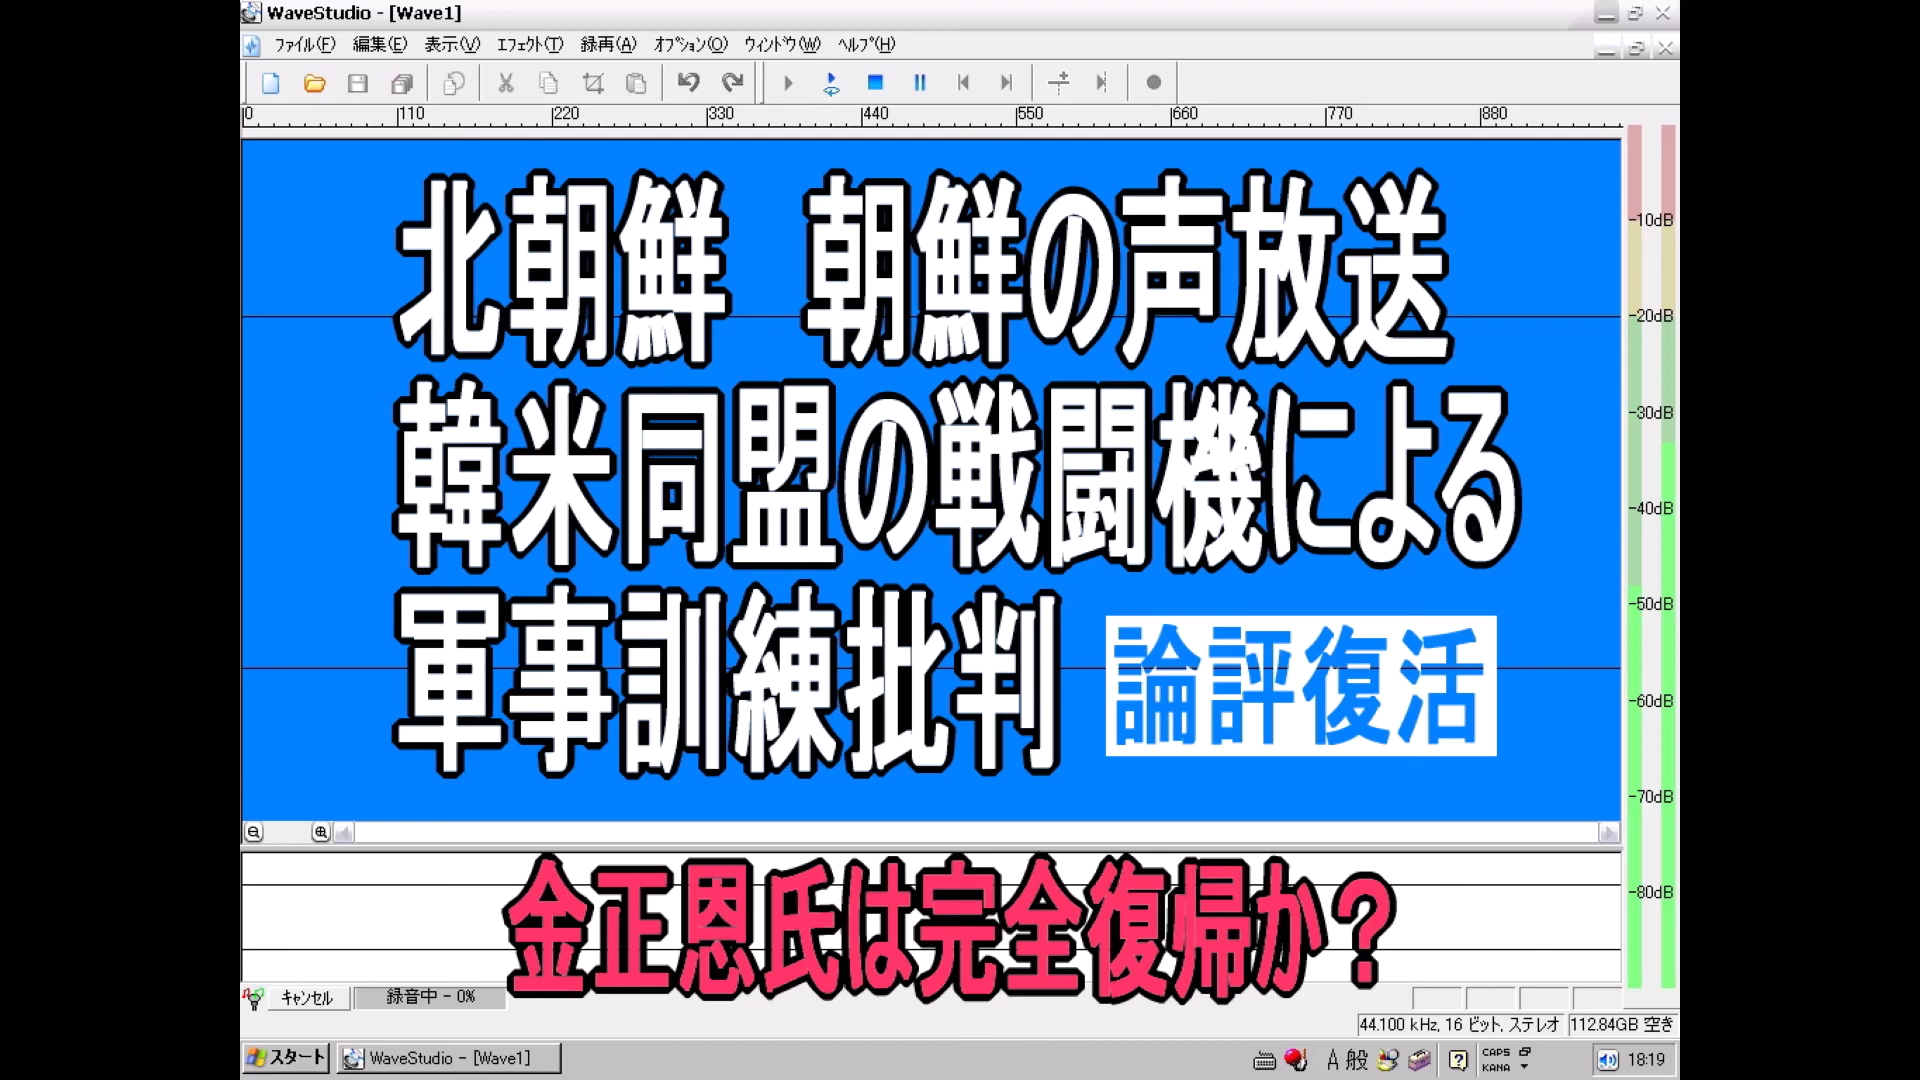 WaveStudio - [Wave1]
ファイル(F) 編集(E) 表示(V) エフェクト(T) 録再(A) オプション(O) ウィンドウ(W) ヘルプ(H)
0 110 220 330 440 550 660 770 880
北朝鮮 朝鮮の声放送
韓米同盟の戦闘機による
軍事訓練批判 論評復活
-10dB
-20dB
-30dB
-40dB
-50dB
-60dB
-70dB
-80dB
金正恩氏は完全復帰か？
キャンセル 録音中 - 0%
44.100 kHz, 16 ビット, ステレオ 112.84GB 空き
スタート WaveStudio - [Wave1] A 般 CAPS KANA 18:19